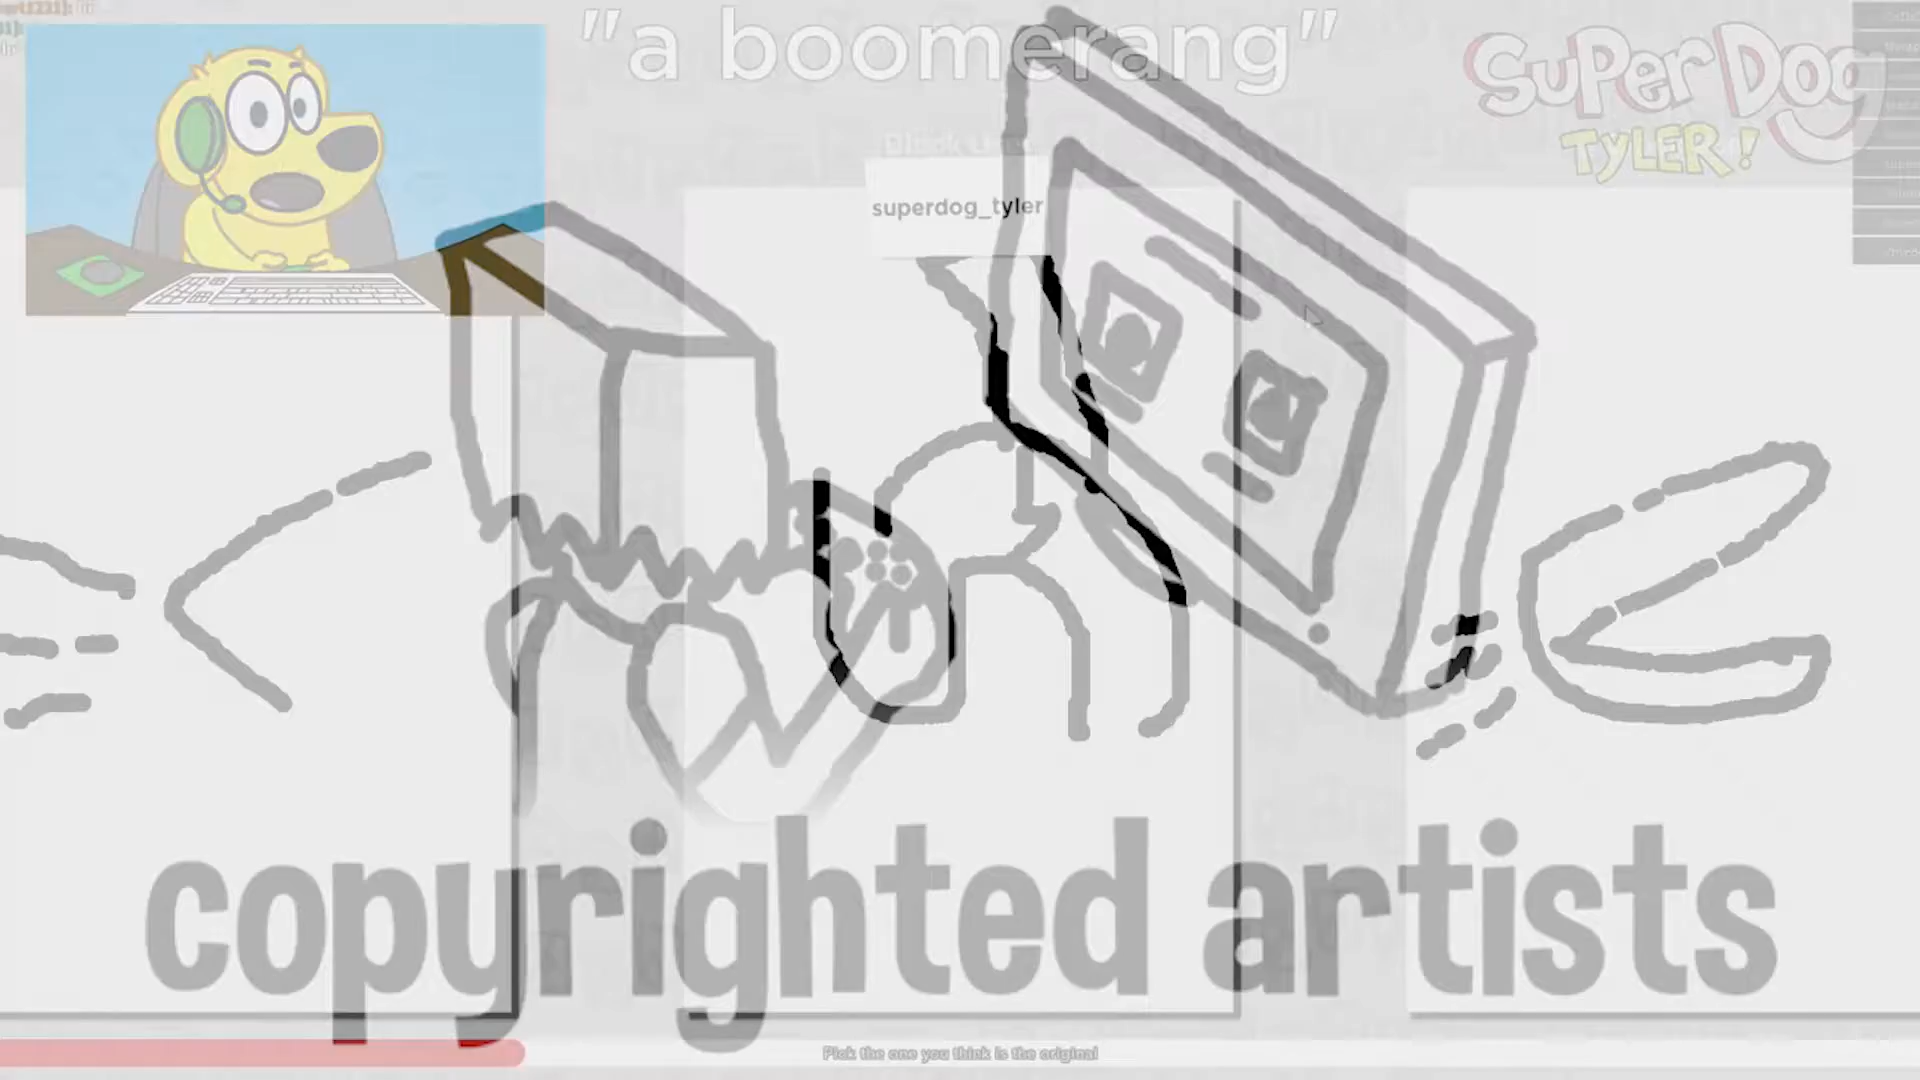 "a boomerang"
SUPER DOG
TYLER!
superdog_tyler
copyrighted artists
Pick the one you think is the original